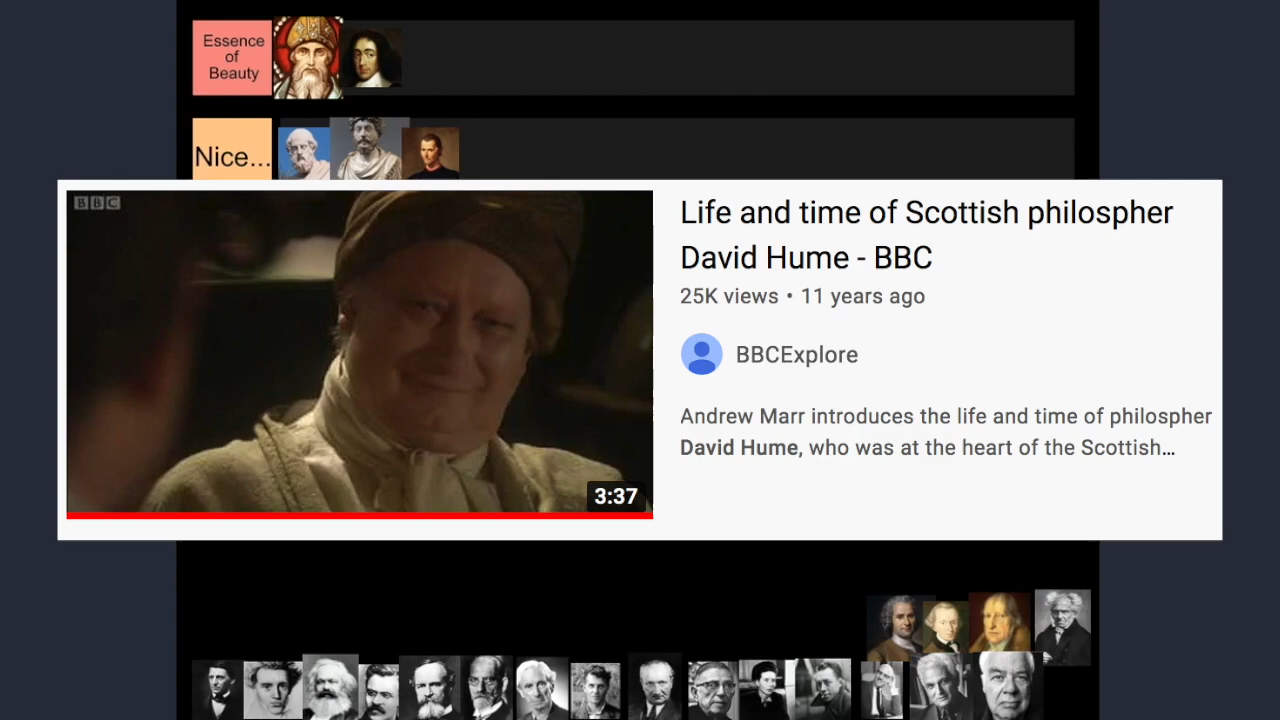 Essence
of
Beauty
Nice...
BBC
3:37
Life and time of Scottish philospher
David Hume - BBC
25K views • 11 years ago
BBCExplore
Andrew Marr introduces the life and time of philospher
David Hume, who was at the heart of the Scottish...